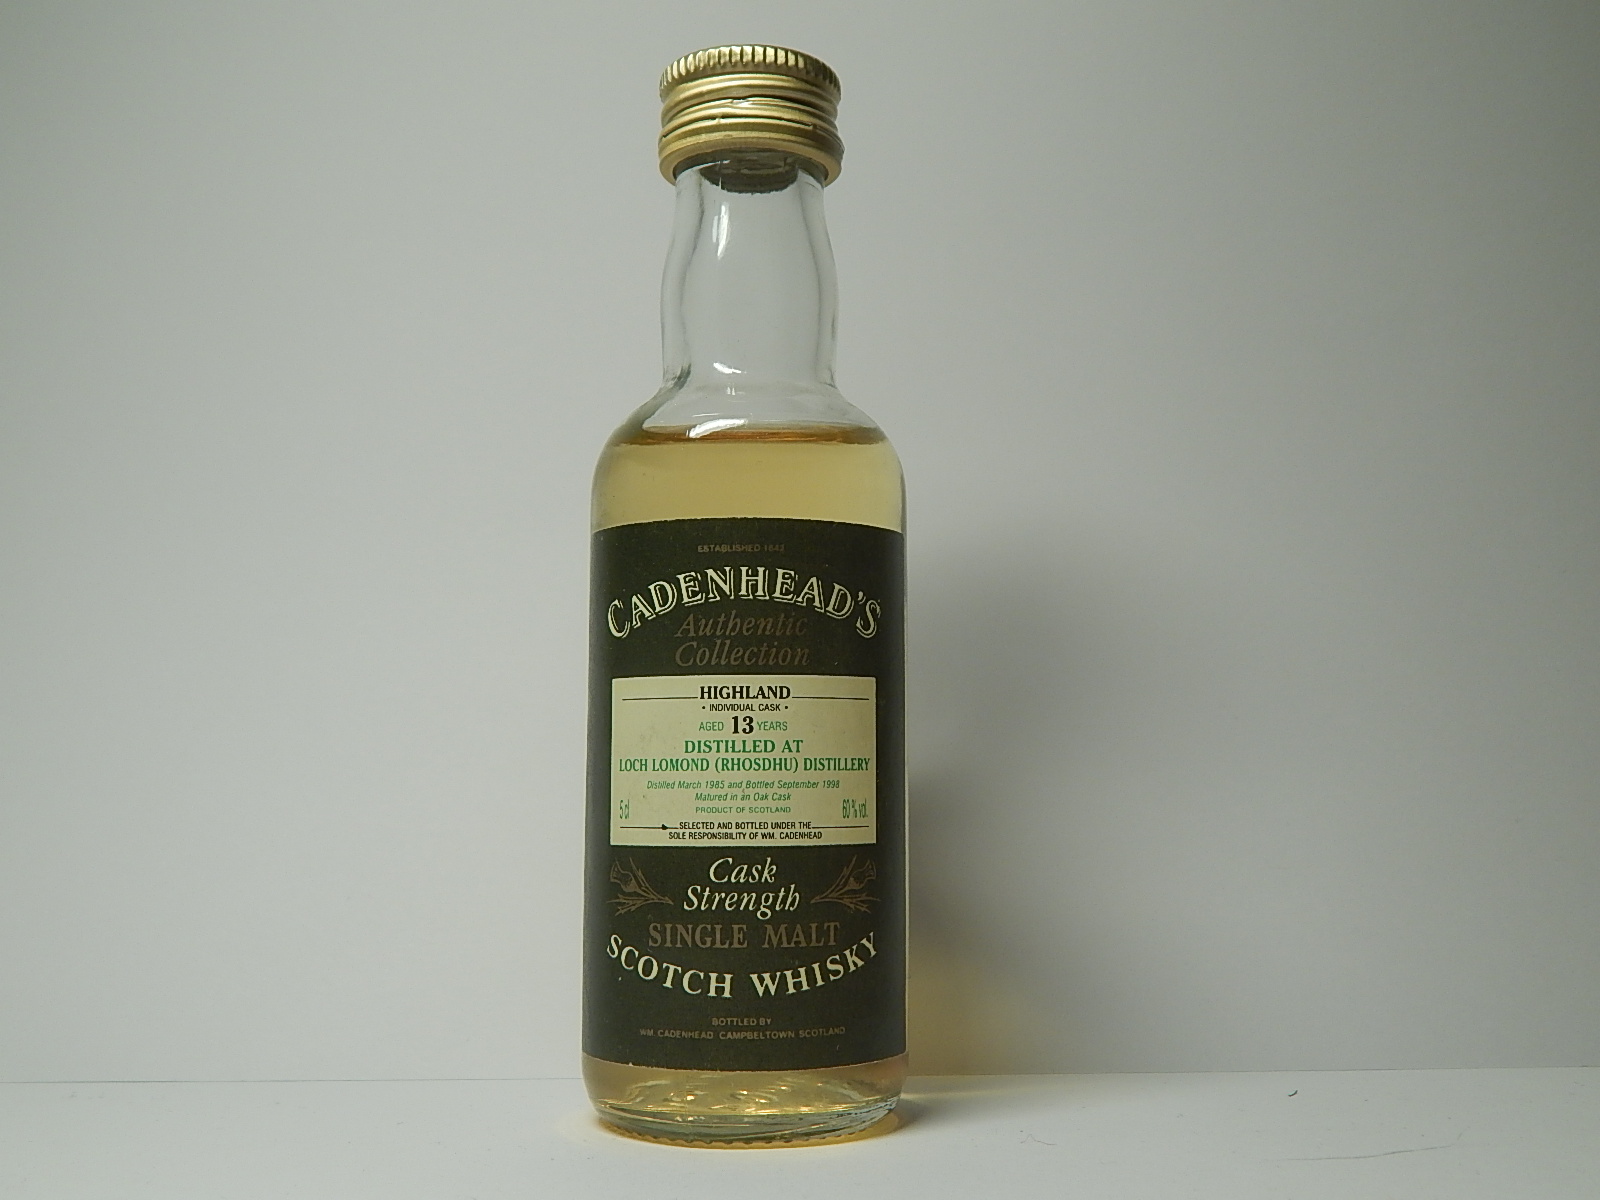 ESTABLISHED 1842
CADENHEAD'S
Authentic
Collection
HIGHLAND
• INDIVIDUAL CASK •
AGED 13 YEARS
DISTILLED AT
LOCH LOMOND (RHOSDHU) DISTILLERY
Distilled March 1985 and Bottled September 1998
Matured in an Oak Cask
5 cl PRODUCT OF SCOTLAND 60% vol.
SELECTED AND BOTTLED UNDER THE
SOLE RESPONSIBILITY OF WM. CADENHEAD
Cask
Strength
SINGLE MALT
SCOTCH WHISKY
BOTTLED BY
WM. CADENHEAD CAMPBELTOWN SCOTLAND